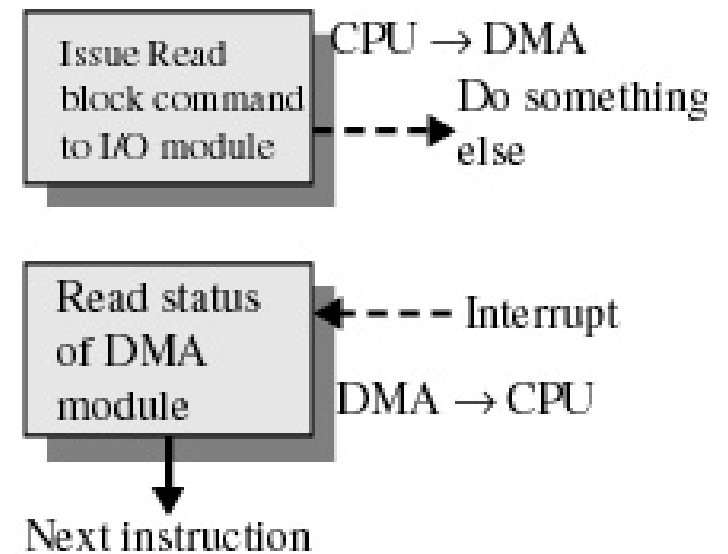 Issue Read
block command
to I/O module
CPU → DMA
Do something
else
Read status
of DMA
module
Interrupt
DMA → CPU
Next instruction